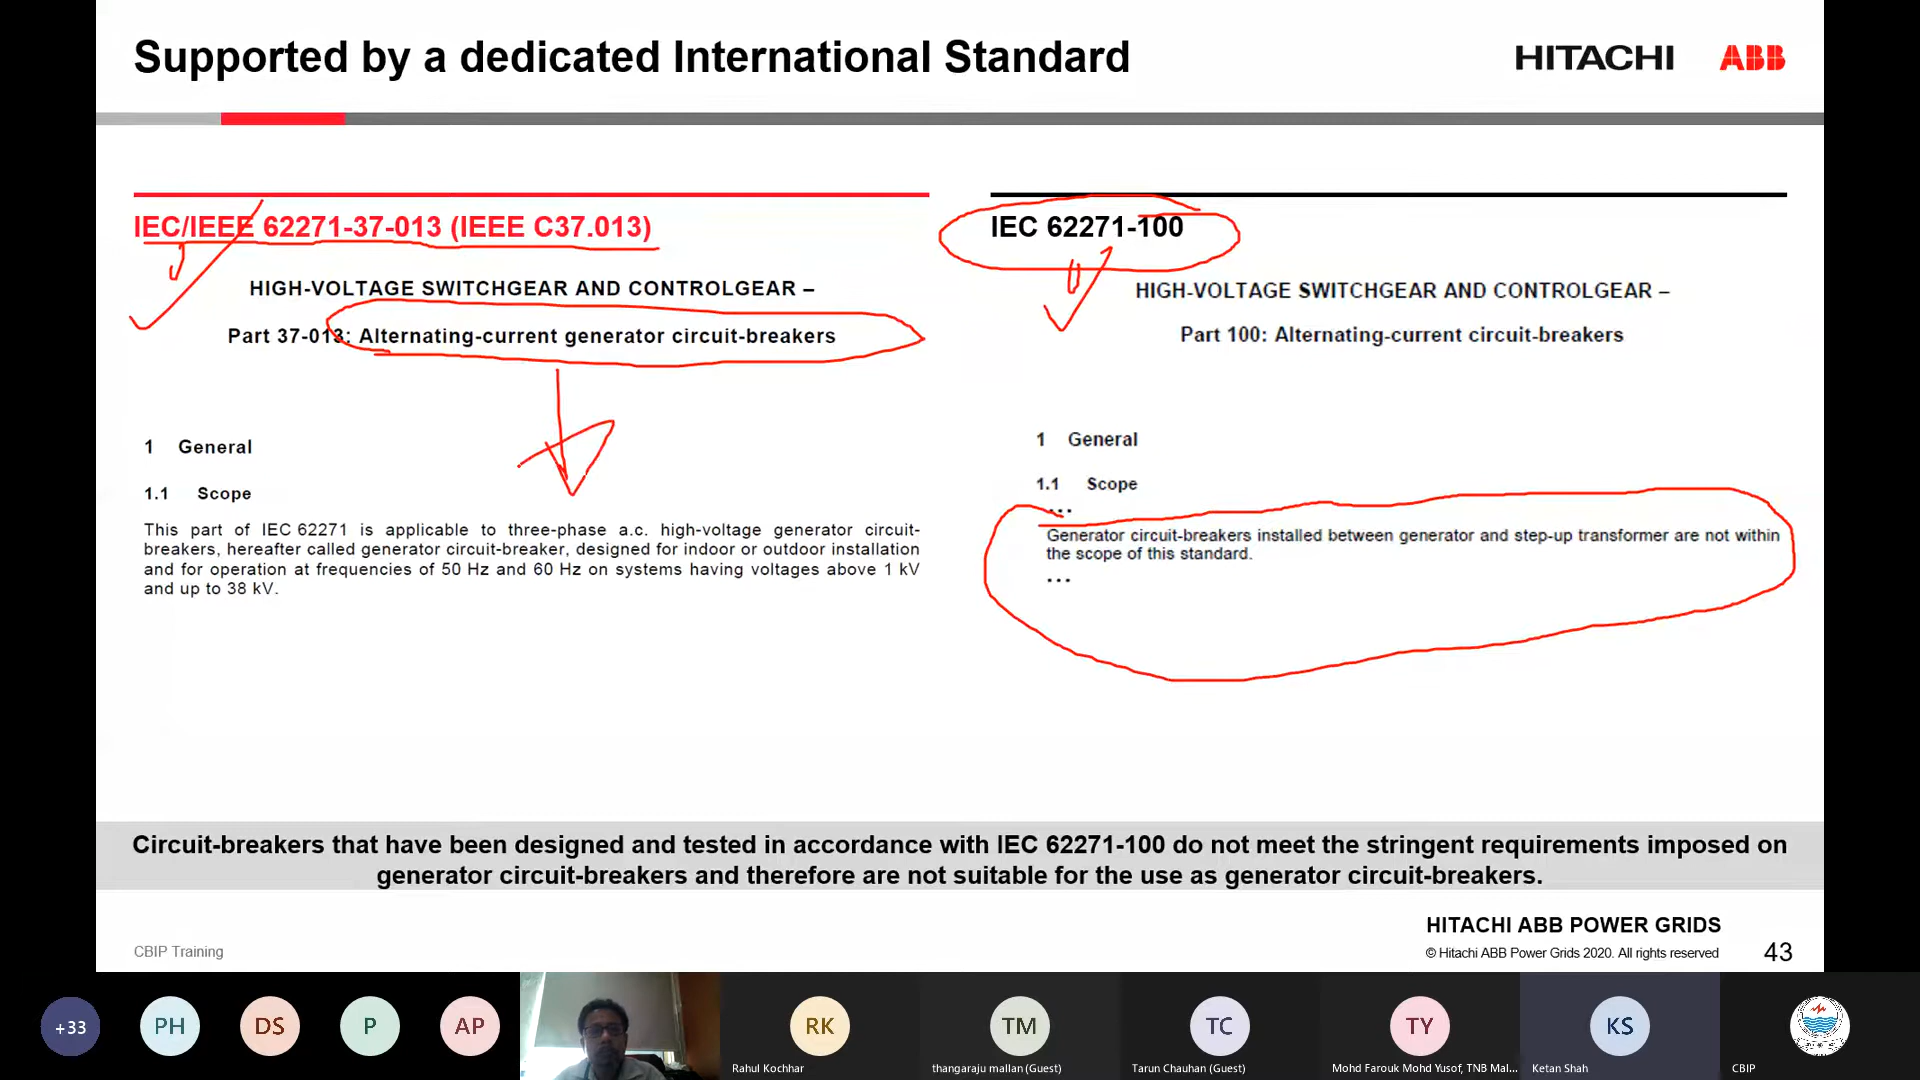 Supported by a dedicated International Standard
HITACHI ABB
IEC/IEEE 62271-37-013 (IEEE C37.013)
HIGH-VOLTAGE SWITCHGEAR AND CONTROLGEAR –
Part 37-013: Alternating-current generator circuit-breakers
1 General
1.1 Scope
This part of IEC 62271 is applicable to three-phase a.c. high-voltage generator circuit-
breakers, hereafter called generator circuit-breaker, designed for indoor or outdoor installation
and for operation at frequencies of 50 Hz and 60 Hz on systems having voltages above 1 kV
and up to 38 kV.
IEC 62271-100
HIGH-VOLTAGE SWITCHGEAR AND CONTROLGEAR –
Part 100: Alternating-current circuit-breakers
1 General
1.1 Scope
...
Generator circuit-breakers installed between generator and step-up transformer are not within
the scope of this standard.
...
Circuit-breakers that have been designed and tested in accordance with IEC 62271-100 do not meet the stringent requirements imposed on
generator circuit-breakers and therefore are not suitable for the use as generator circuit-breakers.
HITACHI ABB POWER GRIDS
CBIP Training
© Hitachi ABB Power Grids 2020. All rights reserved
43
+33 PH DS P AP RK TM TC TY KS
Rahul Kochhar thangaraju mallan (Guest) Tarun Chauhan (Guest) Mohd Farouk Mohd Yusof, TNB Mal... Ketan Shah CBIP